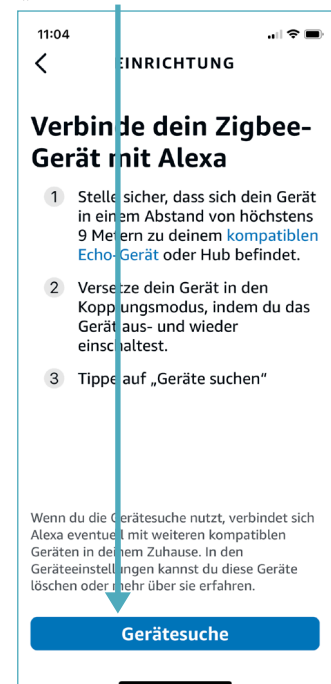 11:04
EINRICHTUNG
Verbinde dein Zigbee-
Gerät mit Alexa
1 Stelle sicher, dass sich dein Gerät
in einem Abstand von höchstens
9 Metern zu deinem kompatiblen
Echo-Gerät oder Hub befindet.
2 Versetze dein Gerät in den
Kopplungsmodus, indem du das
Gerät aus- und wieder
einschaltest.
3 Tippe auf „Geräte suchen“
Wenn du die Gerätesuche nutzt, verbindet sich
Alexa eventuell mit weiteren kompatiblen
Geräten in deinem Zuhause. In den
Geräteeinstellungen kannst du diese Geräte
löschen oder mehr über sie erfahren.
Gerätesuche